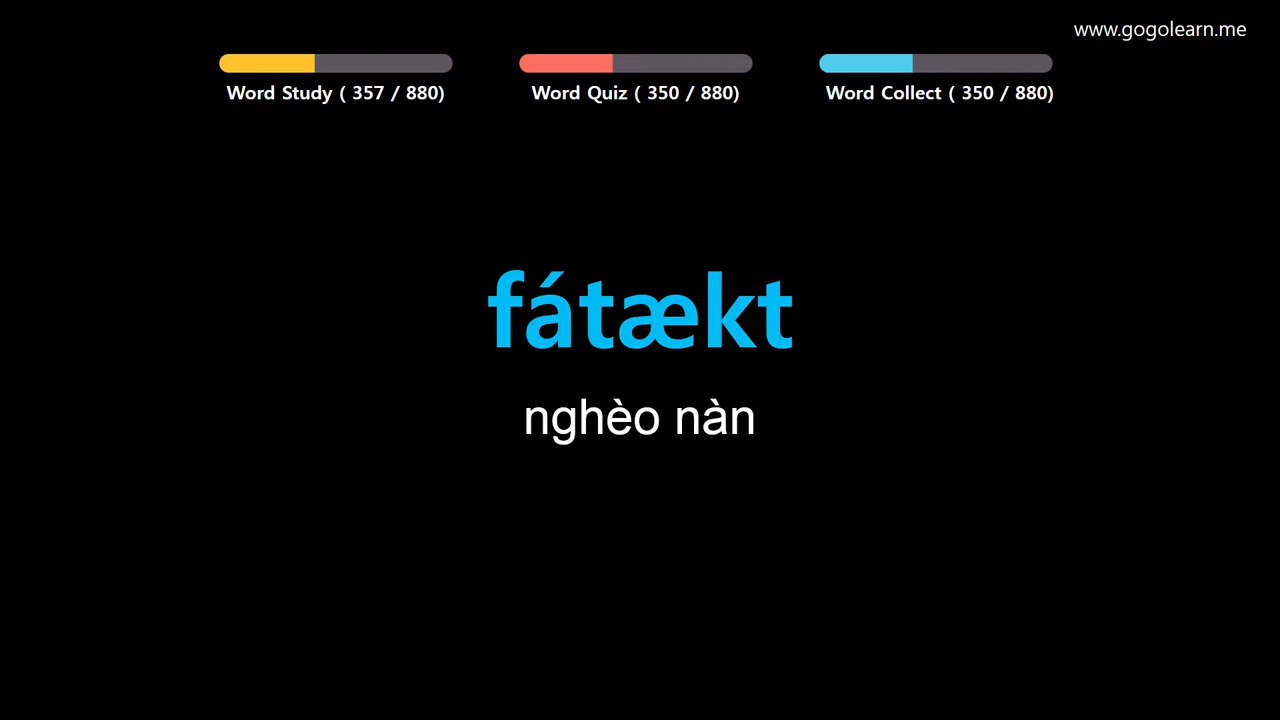 www.gogolearn.me
Word Study ( 357 / 880)
Word Quiz ( 350 / 880)
Word Collect ( 350 / 880)
fátækt
nghèo nàn